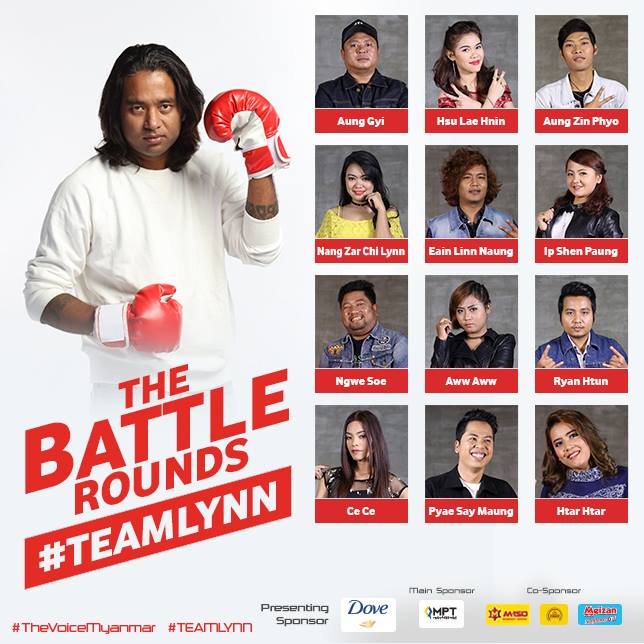 Aung Gyi
Hsu Lae Hnin
Aung Zin Phyo
Nang Zar Chi Lynn
Eain Linn Naung
Ip Shen Paung
Ngwe Soe
Aww Aww
Ryan Htun
Ce Ce
Pyae Say Maung
Htar Htar
THE
BATTLE
ROUNDS
#TEAMLYNN
#TheVoiceMyanmar #TEAMLYNN
Presenting
Sponsor
Dove
Main Sponsor
MPT
Co-Sponsor
Meizan